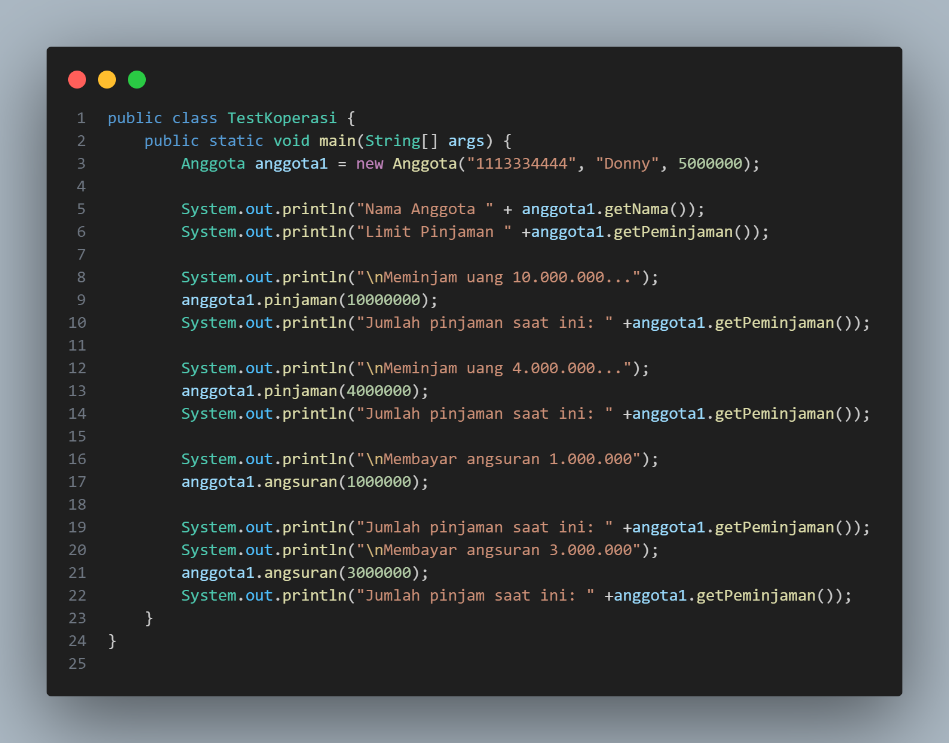 1 public class TestKoperasi {
2     public static void main(String[] args) {
3         Anggota anggota1 = new Anggota("1113334444", "Donny", 5000000);
4
5         System.out.println("Nama Anggota " + anggota1.getNama());
6         System.out.println("Limit Pinjaman " +anggota1.getPeminjaman());
7
8         System.out.println("\nMeminjam uang 10.000.000...");
9         anggota1.pinjaman(10000000);
10         System.out.println("Jumlah pinjaman saat ini: " +anggota1.getPeminjaman());
11
12         System.out.println("\nMeminjam uang 4.000.000...");
13         anggota1.pinjaman(4000000);
14         System.out.println("Jumlah pinjaman saat ini: " +anggota1.getPeminjaman());
15
16         System.out.println("\nMembayar angsuran 1.000.000");
17         anggota1.angsuran(1000000);
18
19         System.out.println("Jumlah pinjaman saat ini: " +anggota1.getPeminjaman());
20         System.out.println("\nMembayar angsuran 3.000.000");
21         anggota1.angsuran(3000000);
22         System.out.println("Jumlah pinjam saat ini: " +anggota1.getPeminjaman());
23     }
24 }
25